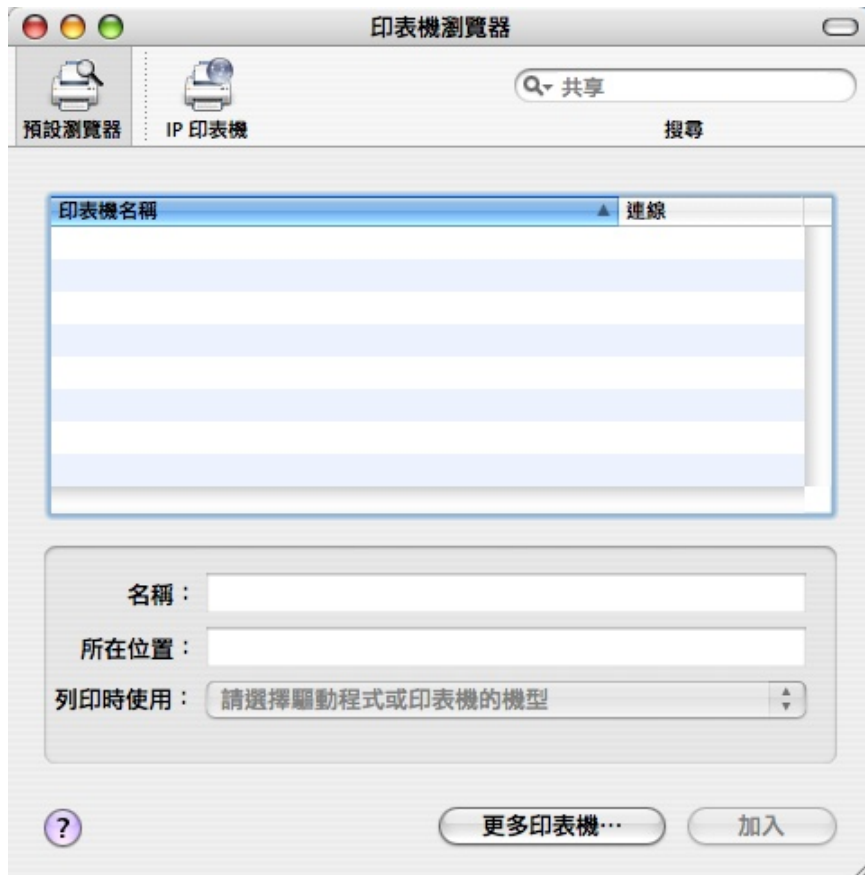 印表機瀏覽器
預設瀏覽器
IP 印表機
共享
搜尋
印表機名稱
連線
名稱：
所在位置：
列印時使用：
請選擇驅動程式或印表機的機型
?
更多印表機⋯
加入